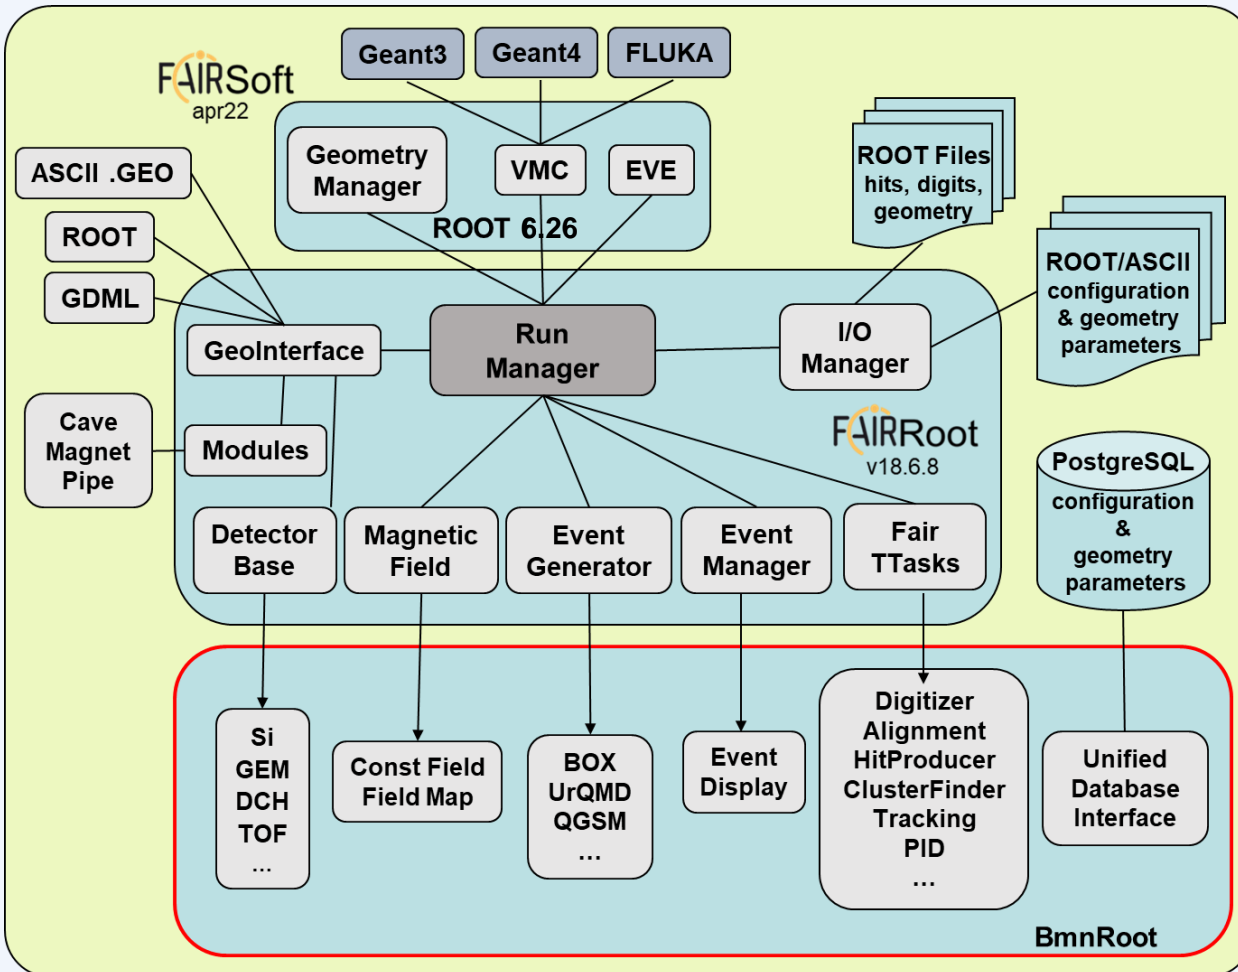 Geant3
Geant4
FLUKA
FAIRSoft
apr22
Geometry
Manager
VMC
EVE
ROOT 6.26
ROOT Files
hits, digits,
geometry
ASCII .GEO
ROOT
GDML
ROOT/ASCII
configuration
& geometry
parameters
GeoInterface
Run
Manager
I/O
Manager
Cave
Magnet
Pipe
Modules
FAIRRoot
v18.6.8
PostgreSQL
configuration
&
geometry
parameters
Detector
Base
Magnetic
Field
Event
Generator
Event
Manager
Fair
TTasks
Si
GEM
DCH
TOF
...
Const Field
Field Map
BOX
UrQMD
QGSM
...
Event
Display
Digitizer
Alignment
HitProducer
ClusterFinder
Tracking
PID
...
Unified
Database
Interface
BmnRoot